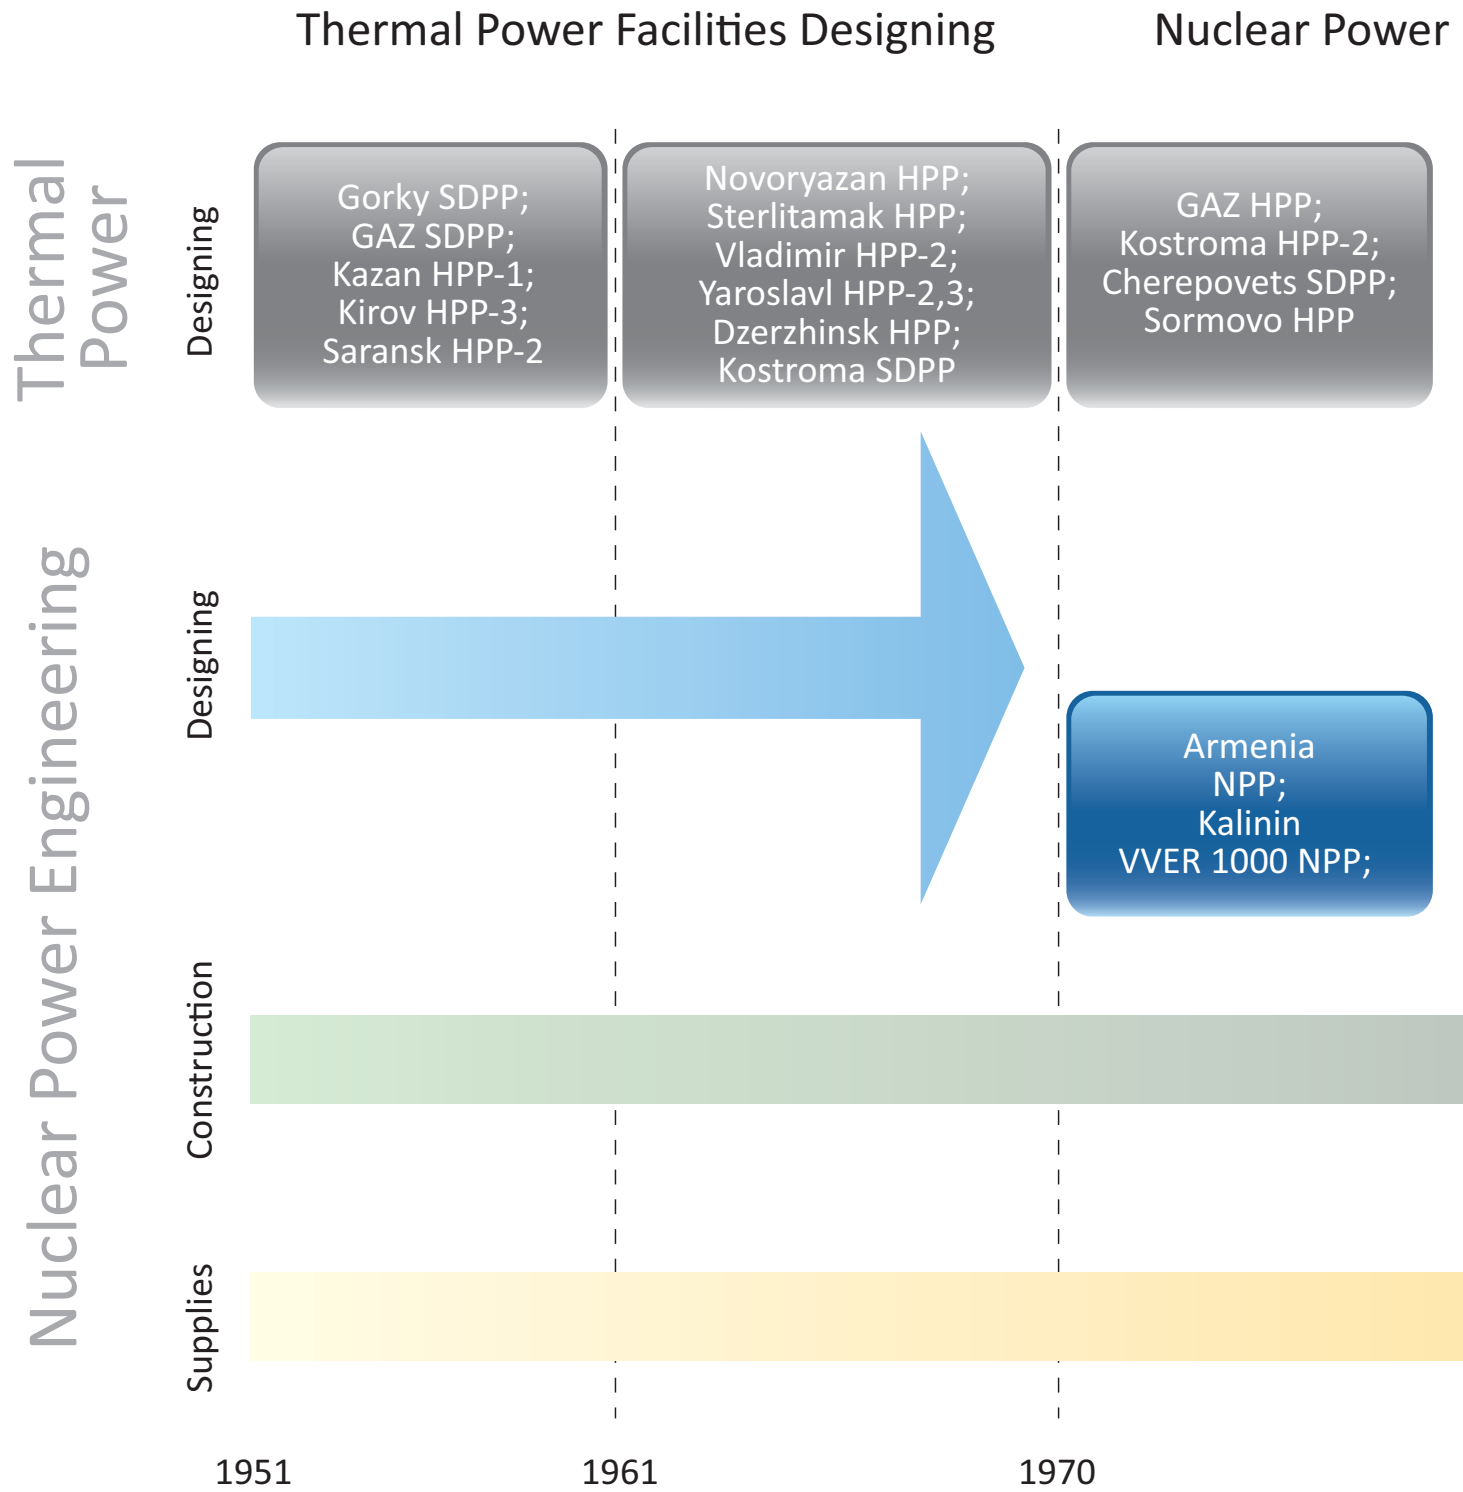 Thermal Power Facilities Designing
Nuclear Power
Thermal
Power
Designing
Gorky SDPP;
GAZ SDPP;
Kazan HPP-1;
Kirov HPP-3;
Saransk HPP-2
Novoryazan HPP;
Sterlitamak HPP;
Vladimir HPP-2;
Yaroslavl HPP-2,3;
Dzerzhinsk HPP;
Kostroma SDPP
GAZ HPP;
Kostroma HPP-2;
Cherepovets SDPP;
Sormovo HPP
Nuclear Power Engineering
Designing
Armenia
NPP;
Kalinin
VVER 1000 NPP;
Construction
Supplies
1951
1961
1970